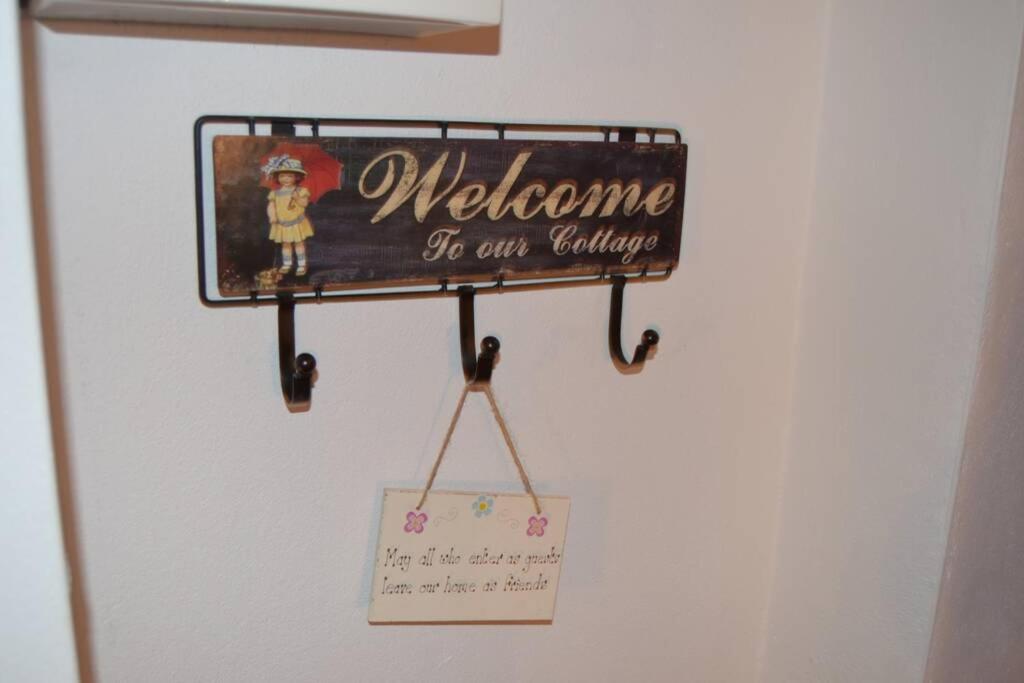 Welcome
To our Cottage
May all who enter as guests
leave our home as friends